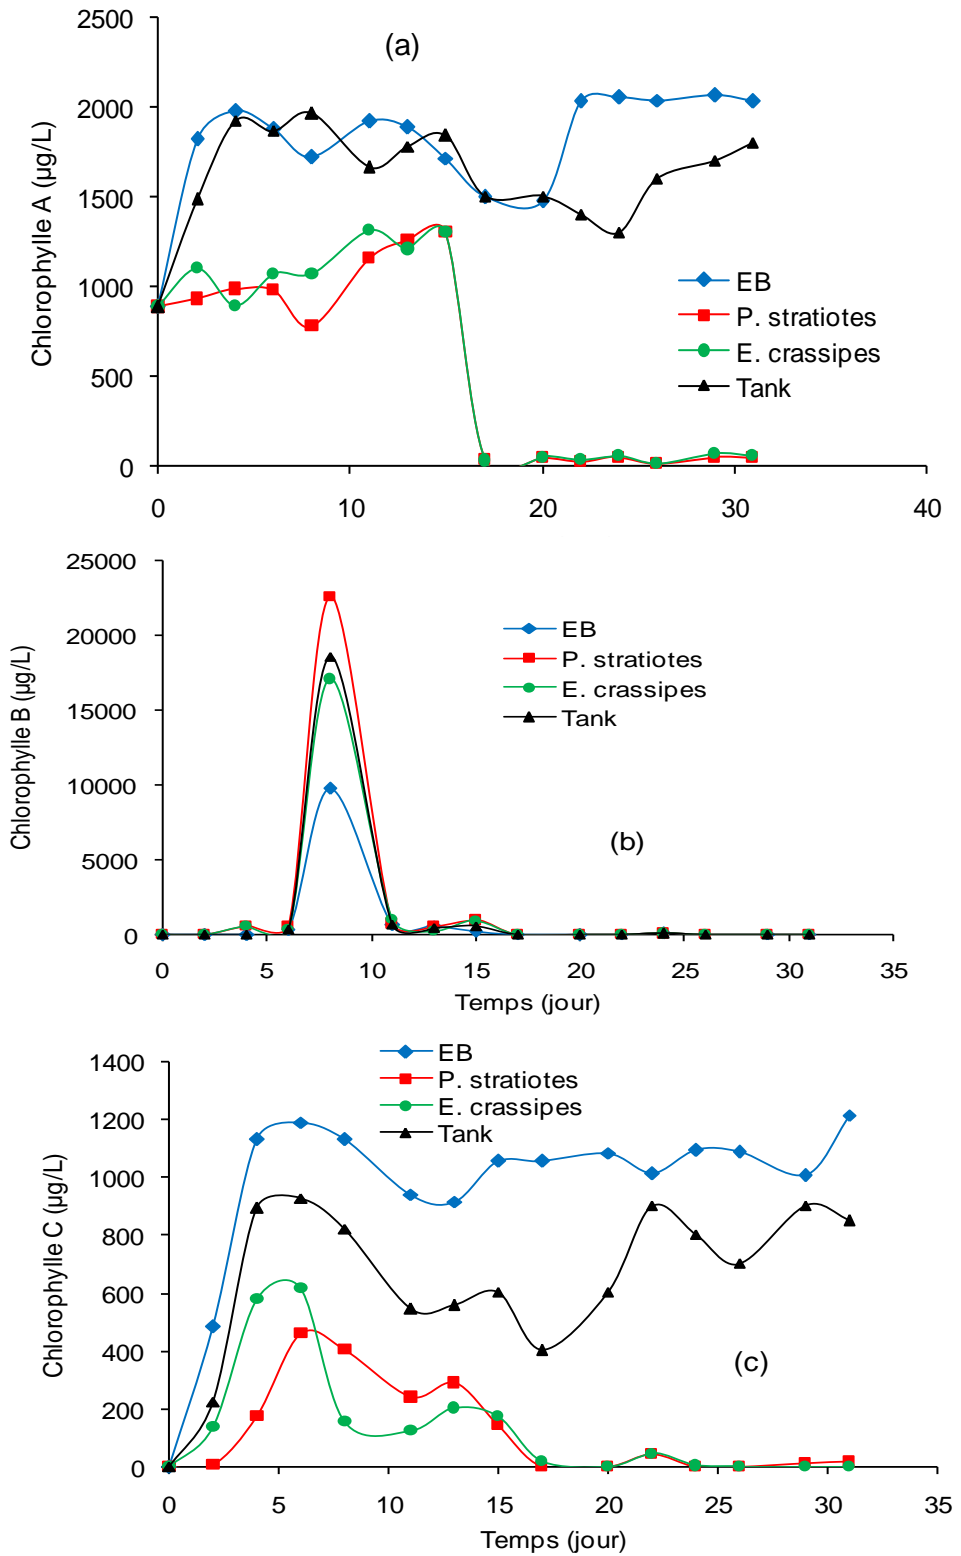 2500
(a)
2000
1500
1000
500
0
Chlorophylle A (µg/L)
EB
P. stratiotes
E. crassipes
Tank
0 10 20 30 40
25000
20000
15000
10000
5000
0
Chlorophylle B (µg/L)
EB
P. stratiotes
E. crassipes
Tank
(b)
0 5 10 15 20 25 30 35
Temps (jour)
EB
P. stratiotes
E. crassipes
Tank
1400
1200
1000
800
600
400
200
0
Chlorophylle C (µg/L)
(c)
0 5 10 15 20 25 30 35
Temps (jour)